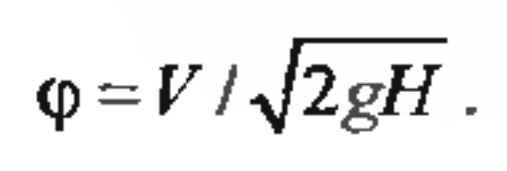 φ = V / √2gH .